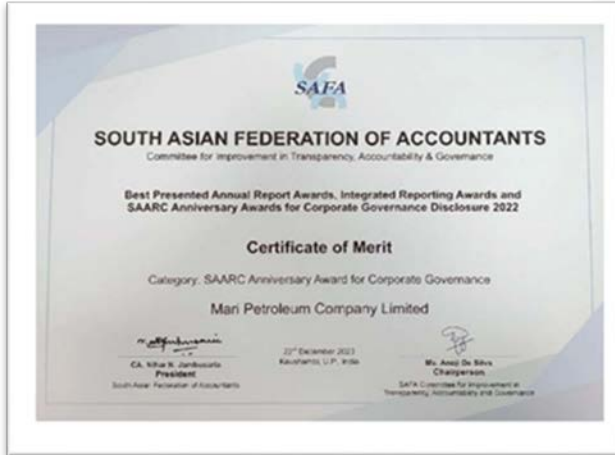 SAFA
SOUTH ASIAN FEDERATION OF ACCOUNTANTS
Committee for Improvement in Transparency, Accountability & Governance
Best Presented Annual Report Awards, Integrated Reporting Awards and
SAARC Anniversary Awards for Corporate Governance Disclosure 2022
Certificate of Merit
Category: SAARC Anniversary Award for Corporate Governance
Mari Petroleum Company Limited
CA. Nihar N. Jambusaria
President
South Asian Federation of Accountants
22nd December 2023
Kaushambi, U.P., India
Ms. Anoji De Silva
Chairperson
SAFA Committee for Improvement in
Transparency, Accountability and Governance